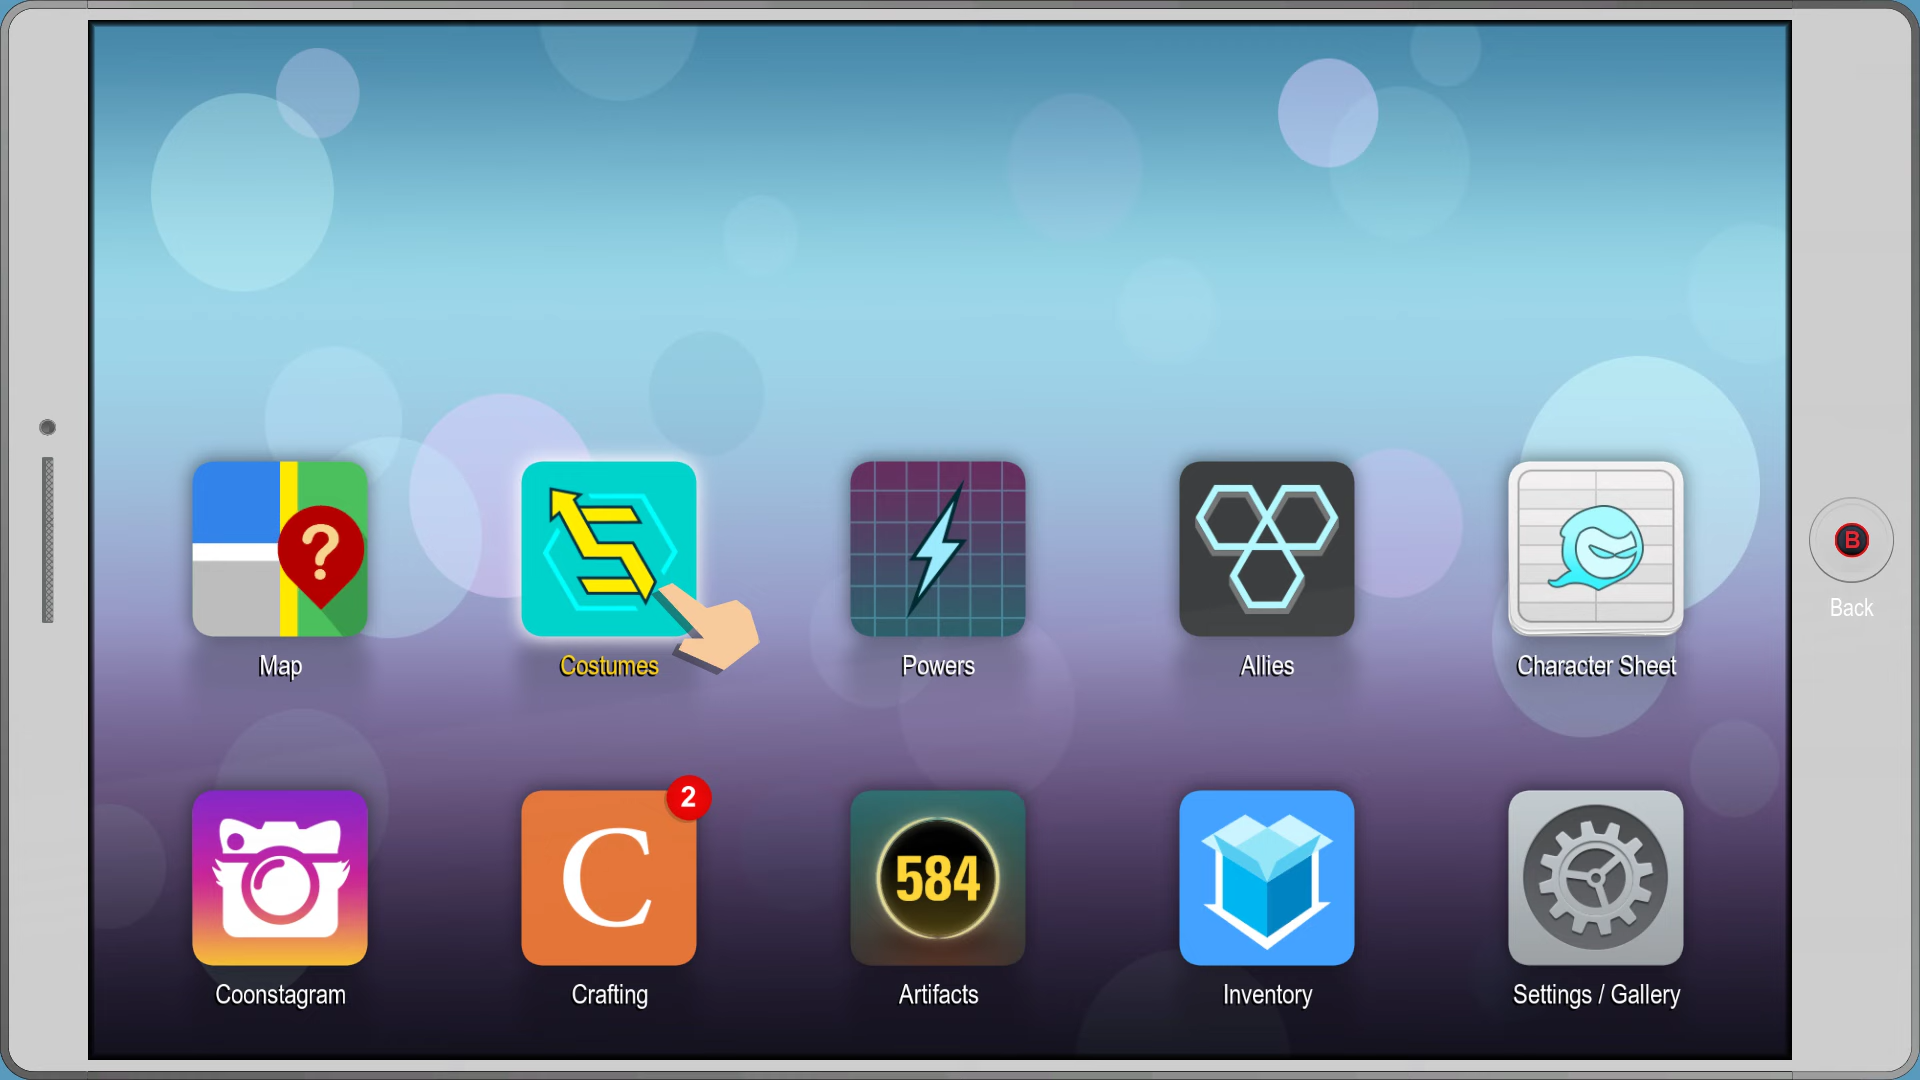 ?
Map
Costumes
Powers
Allies
Character Sheet
B
Back
Coonstagram
C
2
Crafting
584
Artifacts
Inventory
Settings / Gallery